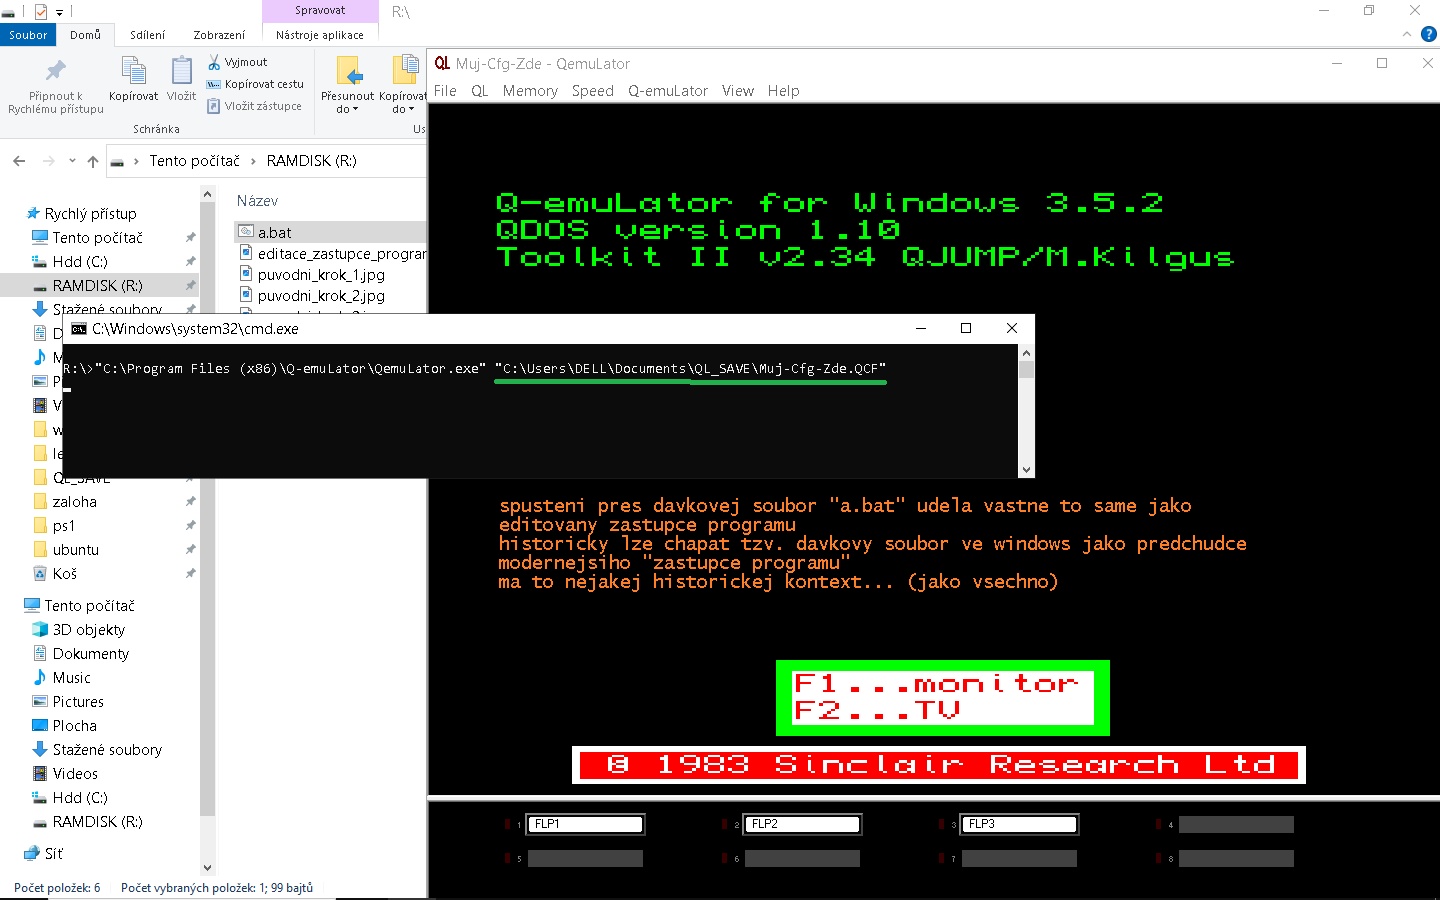 Spravovat
R:\
Soubor
Domů
Sdílení
Zobrazení
Nástroje aplikace
Připnout k
Rychlému přístupu
Kopírovat
Vložit
Vyjmout
Kopírovat cestu
Vložit zástupce
Schránka
Přesunout
do
Kopírovat
do
Us
Tento počítač
RAMDISK (R:)
Název
Rychlý přístup
Tento počítač
Hdd (C:)
RAMDISK (R:)
Stažené soubory
D
M
V
w
QL_SAVE
zaloha
ps1
ubuntu
Koš
Tento počítač
3D objekty
Dokumenty
Music
Pictures
Plocha
Stažené soubory
Videos
Hdd (C:)
RAMDISK (R:)
Síť
a.bat
editace_zastupce_program
puvodni_krok_1.jpg
puvodni_krok_2.jpg
Počet položek: 6
Počet vybraných položek: 1; 99 bajtů
QL Muj-Cfg-Zde - QemuLator
File QL Memory Speed Q-emuLator View Help
Q-emuLator for Windows 3.5.2
QDOS version 1.10
Toolkit II v2.34 QJUMP/M.Kilgus
C:\Windows\system32\cmd.exe
R:\>"C:\Program Files (x86)\Q-emuLator\QemuLator.exe" "C:\Users\DELL\Documents\QL_SAVE\Muj-Cfg-Zde.QCF"
spusteni pres davkovej soubor "a.bat" udela vastne to same jako
editovany zastupce programu
historicky lze chapat tzv. davkovy soubor ve windows jako predchudce
modernejsiho "zastupce programu"
ma to nejakej historickej kontext... (jako vsechno)
F1...monitor
F2...TV
© 1983 Sinclair Research Ltd
1 FLP1
2 FLP2
3 FLP3
4
5
6
7
8